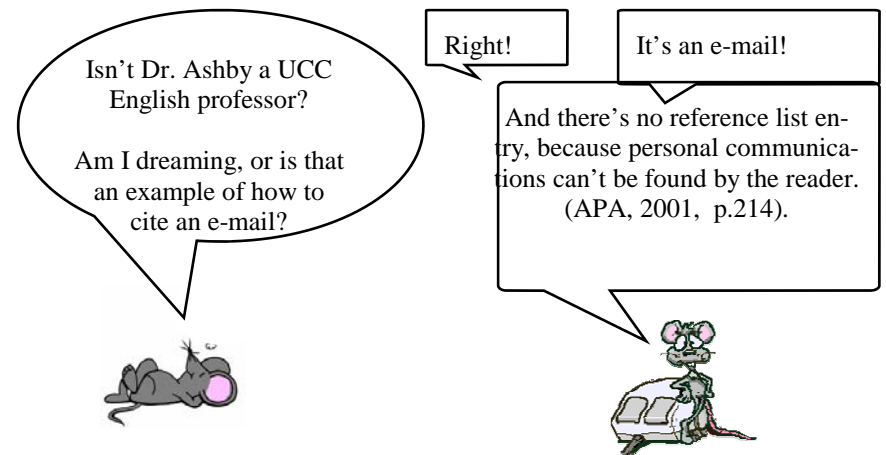 Isn’t Dr. Ashby a UCC
English professor?
Am I dreaming, or is that
an example of how to
cite an e-mail?
Right!
It’s an e-mail!
And there’s no reference list en-
try, because personal communica-
tions can’t be found by the reader.
(APA, 2001,  p.214).